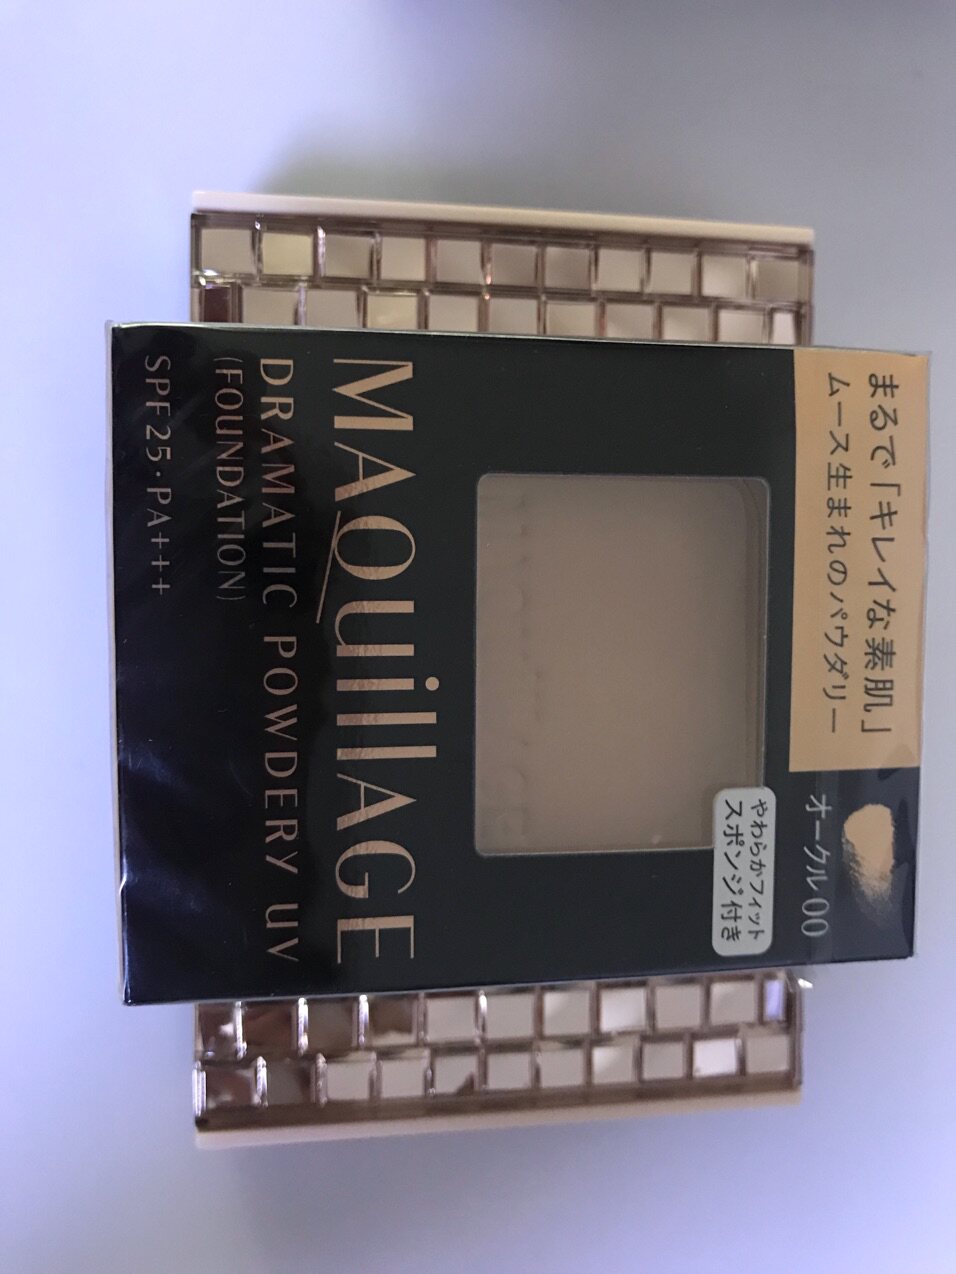 まるで「キレイな素肌」
ムース生まれのパウダリー
オークル00
やわらかフィット
スポンジ付き
MAQuillAGE
DRAMATIC POWDERY UV
(FOUNDATION)
SPF25・PA+++